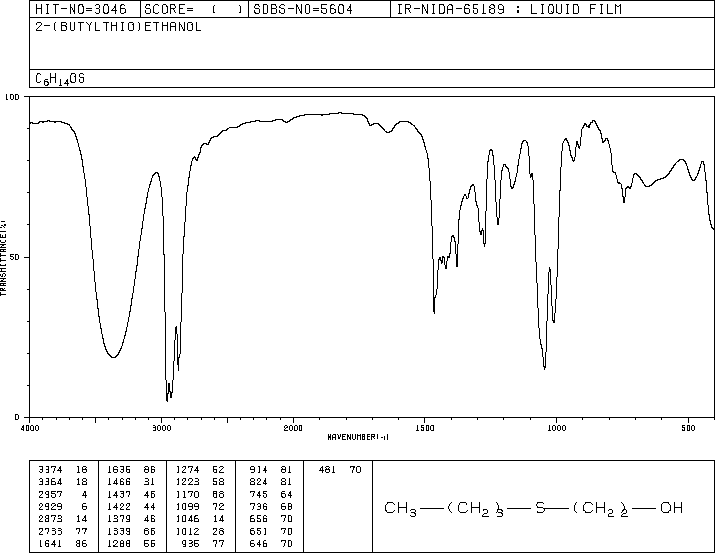 HIT-NO=3046 SCORE= ( ) SDBS-NO=5604 IR-NIDA-65189 : LIQUID FILM
2-(BUTYLTHIO)ETHANOL
C6H14OS
100
TRANSMITTANCE(%)
50
0
4000 3000 2000 1500 1000 500
WAVENUMBER(-1)
3374 18 1636 86 1274 52 914 81 481 70
3364 18 1466 31 1223 58 824 81
2957 4 1437 46 1170 68 745 64
2929 6 1422 44 1099 72 736 68
2873 14 1379 46 1046 14 656 70
2733 77 1339 66 1012 28 651 70
1641 86 1288 55 936 77 646 70
CH3—(CH2)3—S—(CH2)2—OH